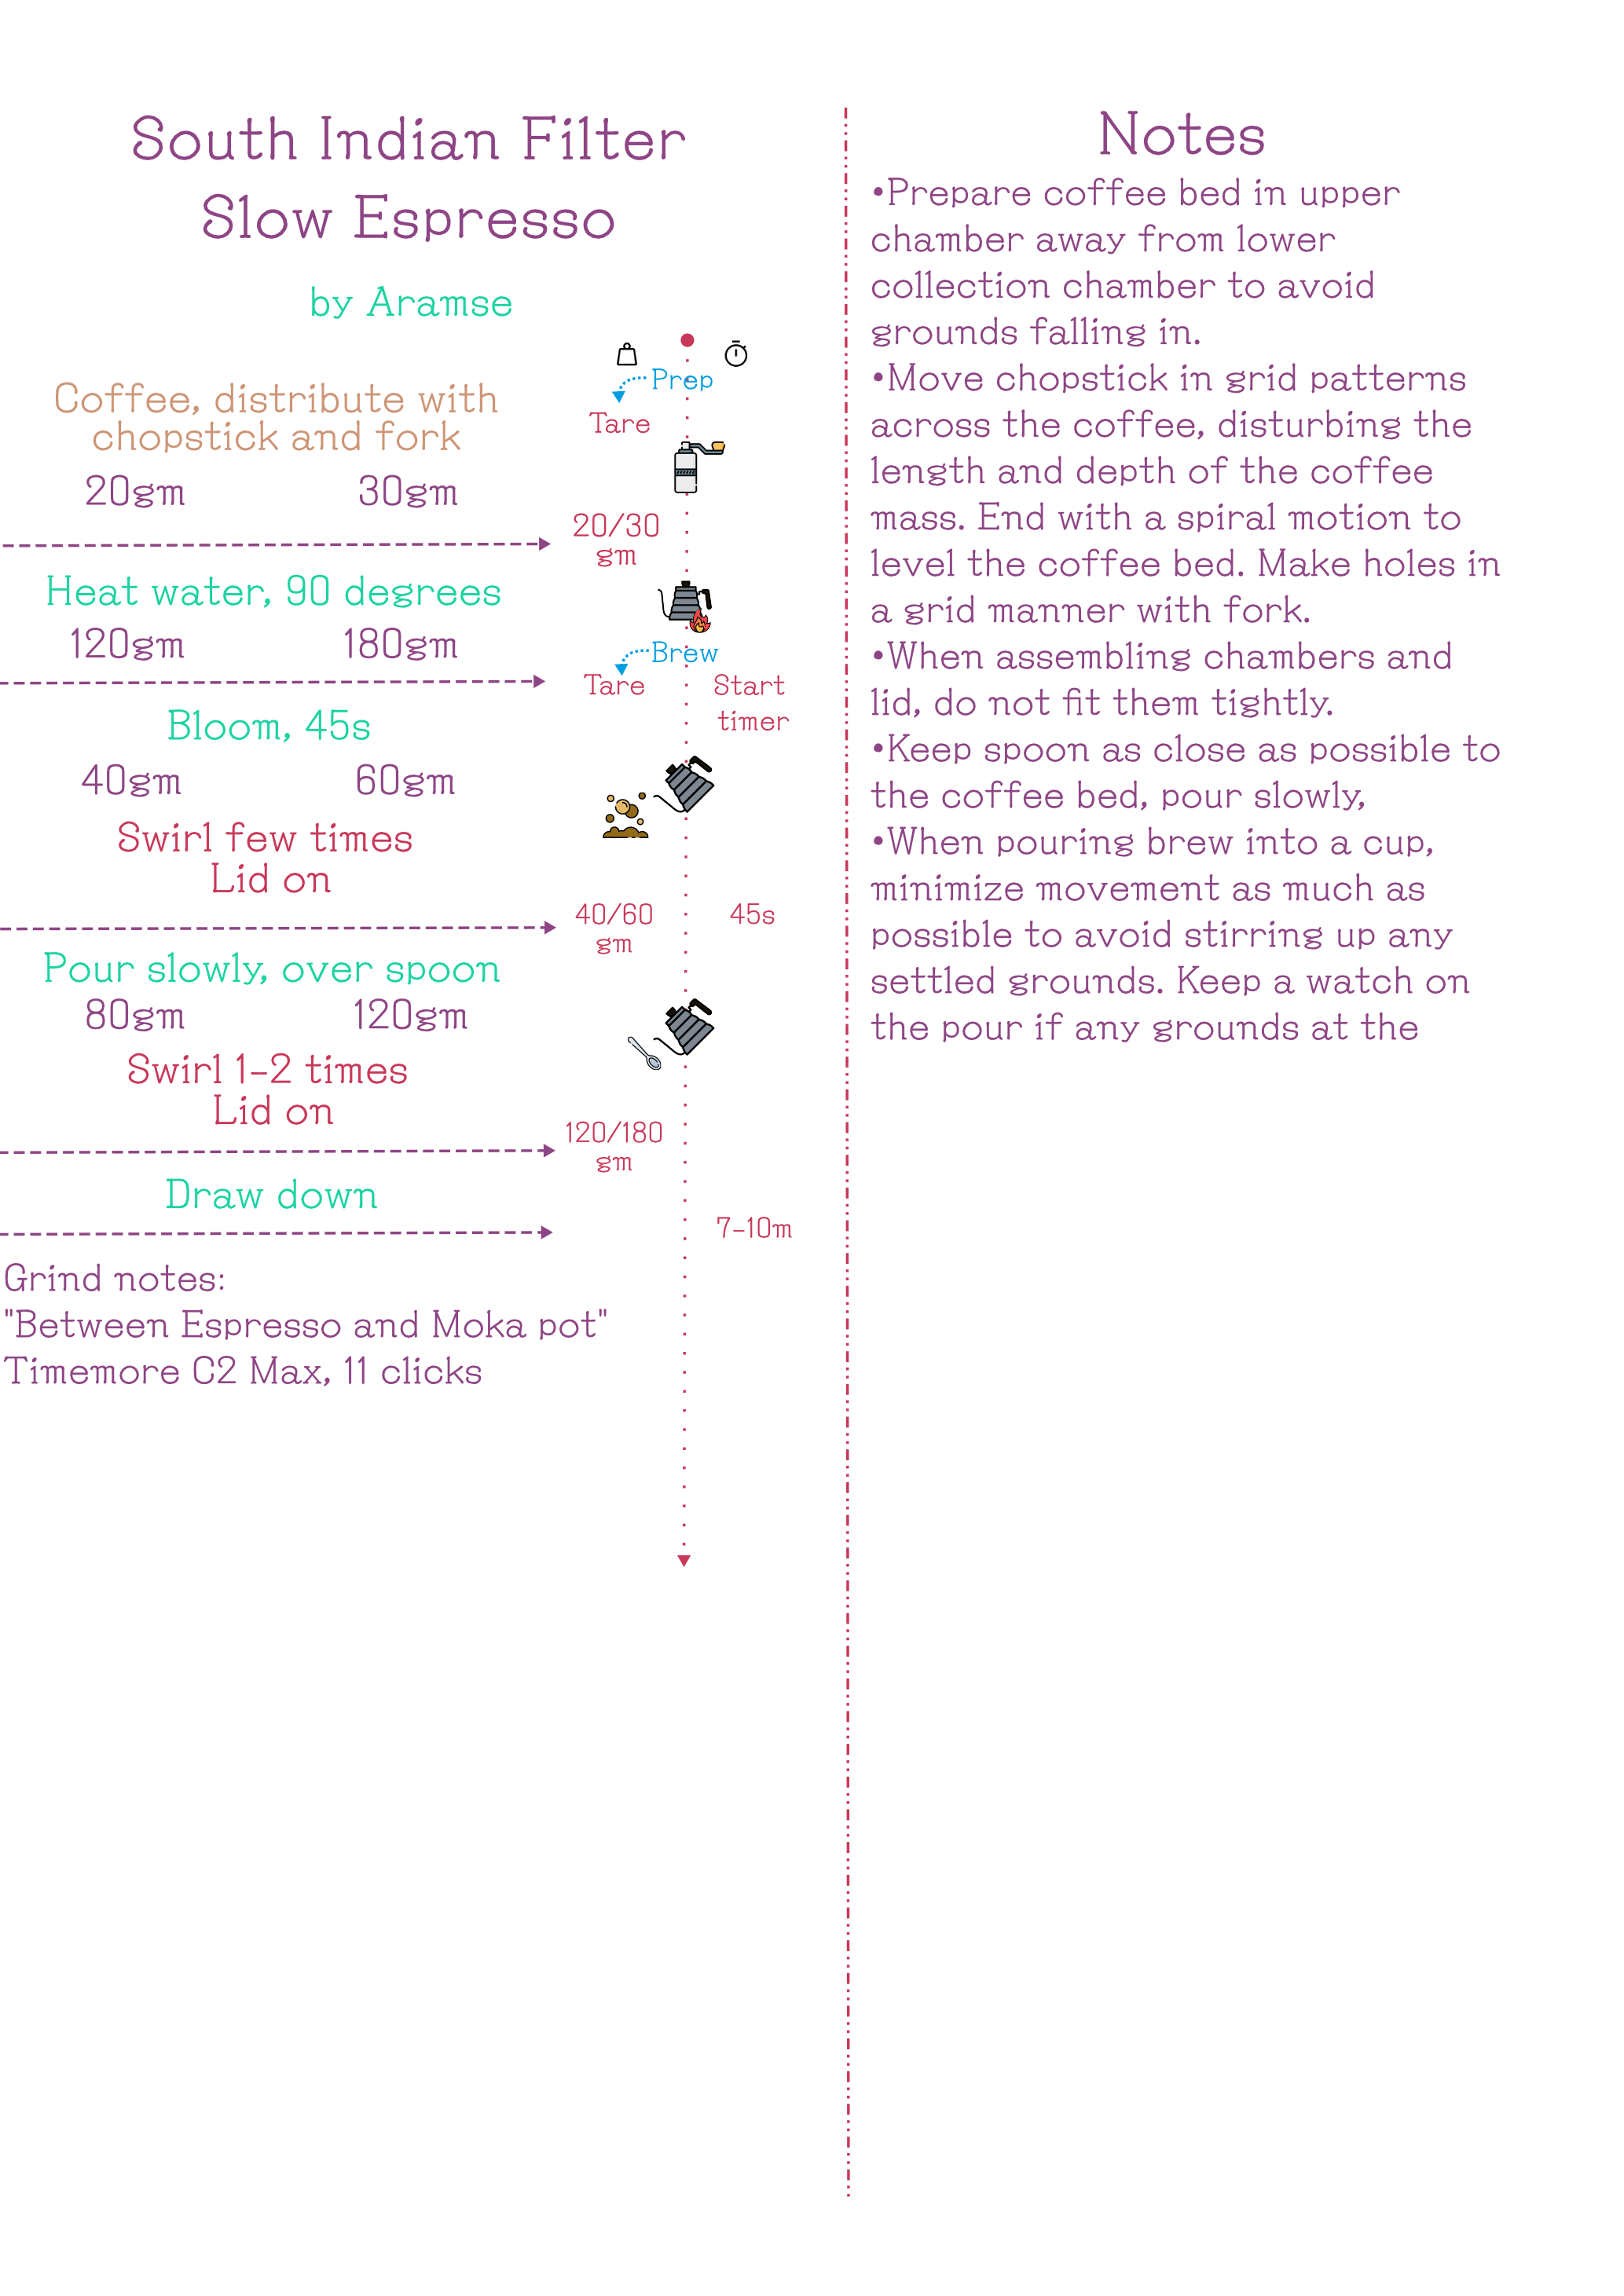 South Indian Filter
Slow Espresso
by Aramse
Prep
Tare
Coffee, distribute with
chopstick and fork
20gm 30gm
20/30
gm
Heat water, 90 degrees
120gm 180gm
Brew
Tare Start
timer
Bloom, 45s
40gm 60gm
Swirl few times
Lid on
40/60 45s
gm
Pour slowly, over spoon
80gm 120gm
Swirl 1-2 times
Lid on
120/180
gm
Draw down
7-10m
Grind notes:
"Between Espresso and Moka pot"
Timemore C2 Max, 11 clicks
Notes
•Prepare coffee bed in upper
chamber away from lower
collection chamber to avoid
grounds falling in.
•Move chopstick in grid patterns
across the coffee, disturbing the
length and depth of the coffee
mass. End with a spiral motion to
level the coffee bed. Make holes in
a grid manner with fork.
•When assembling chambers and
lid, do not fit them tightly.
•Keep spoon as close as possible to
the coffee bed, pour slowly,
•When pouring brew into a cup,
minimize movement as much as
possible to avoid stirring up any
settled grounds. Keep a watch on
the pour if any grounds at the